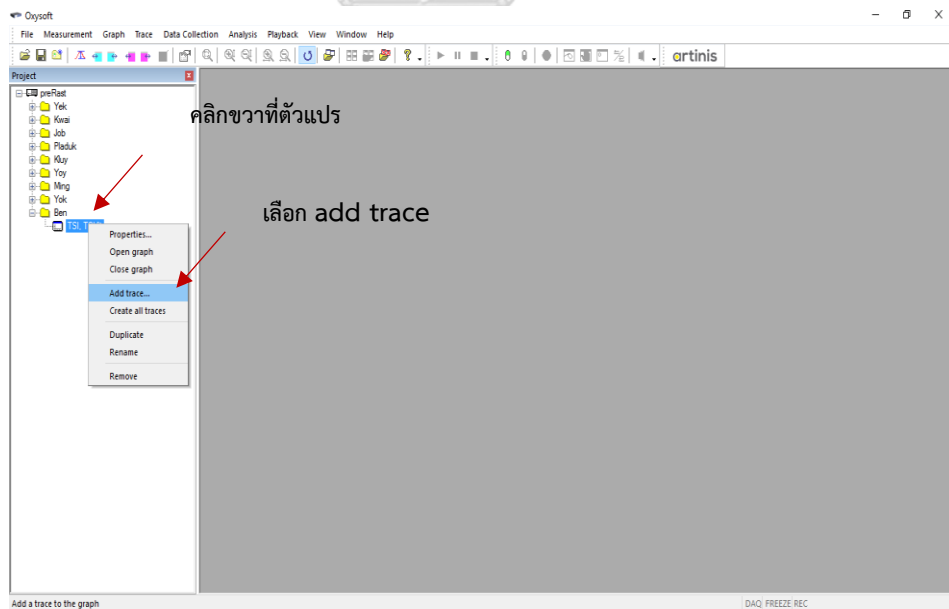 Oxysoft
File Measurement Graph Trace Data Collection Analysis Playback View Window Help
artinis
Project
preRast
Yek
Kwai
Job
Pladuk
Kluy
Yoy
Ming
Yok
Ben
TSI,
คลิกขวาที่ตัวแปร
เลือก add trace
Properties...
Open graph
Close graph
Add trace...
Create all traces
Duplicate
Rename
Remove
Add a trace to the graph
DAQ FREEZE REC